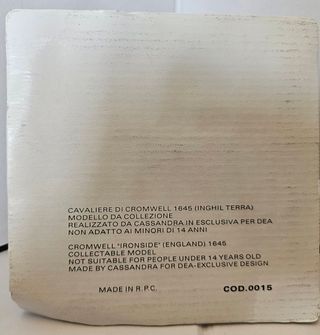 CAVALIERE DI CROMWELL 1645 (INGHIL TERRA)
MODELLO DA COLLEZIONE
REALIZZATO DA CASSANDRA IN ESCLUSIVA PER DEA
NON ADATTO AI MINORI DI 14 ANNI
CROMWELL "IRONSIDE" (ENGLAND) 1645
COLLECTABLE MODEL
NOT SUITABLE FOR PEOPLE UNDER 14 YEARS OLD
MADE BY CASSANDRA FOR DEA-EXCLUSIVE DESIGN
MADE IN R.P.C. COD.0015